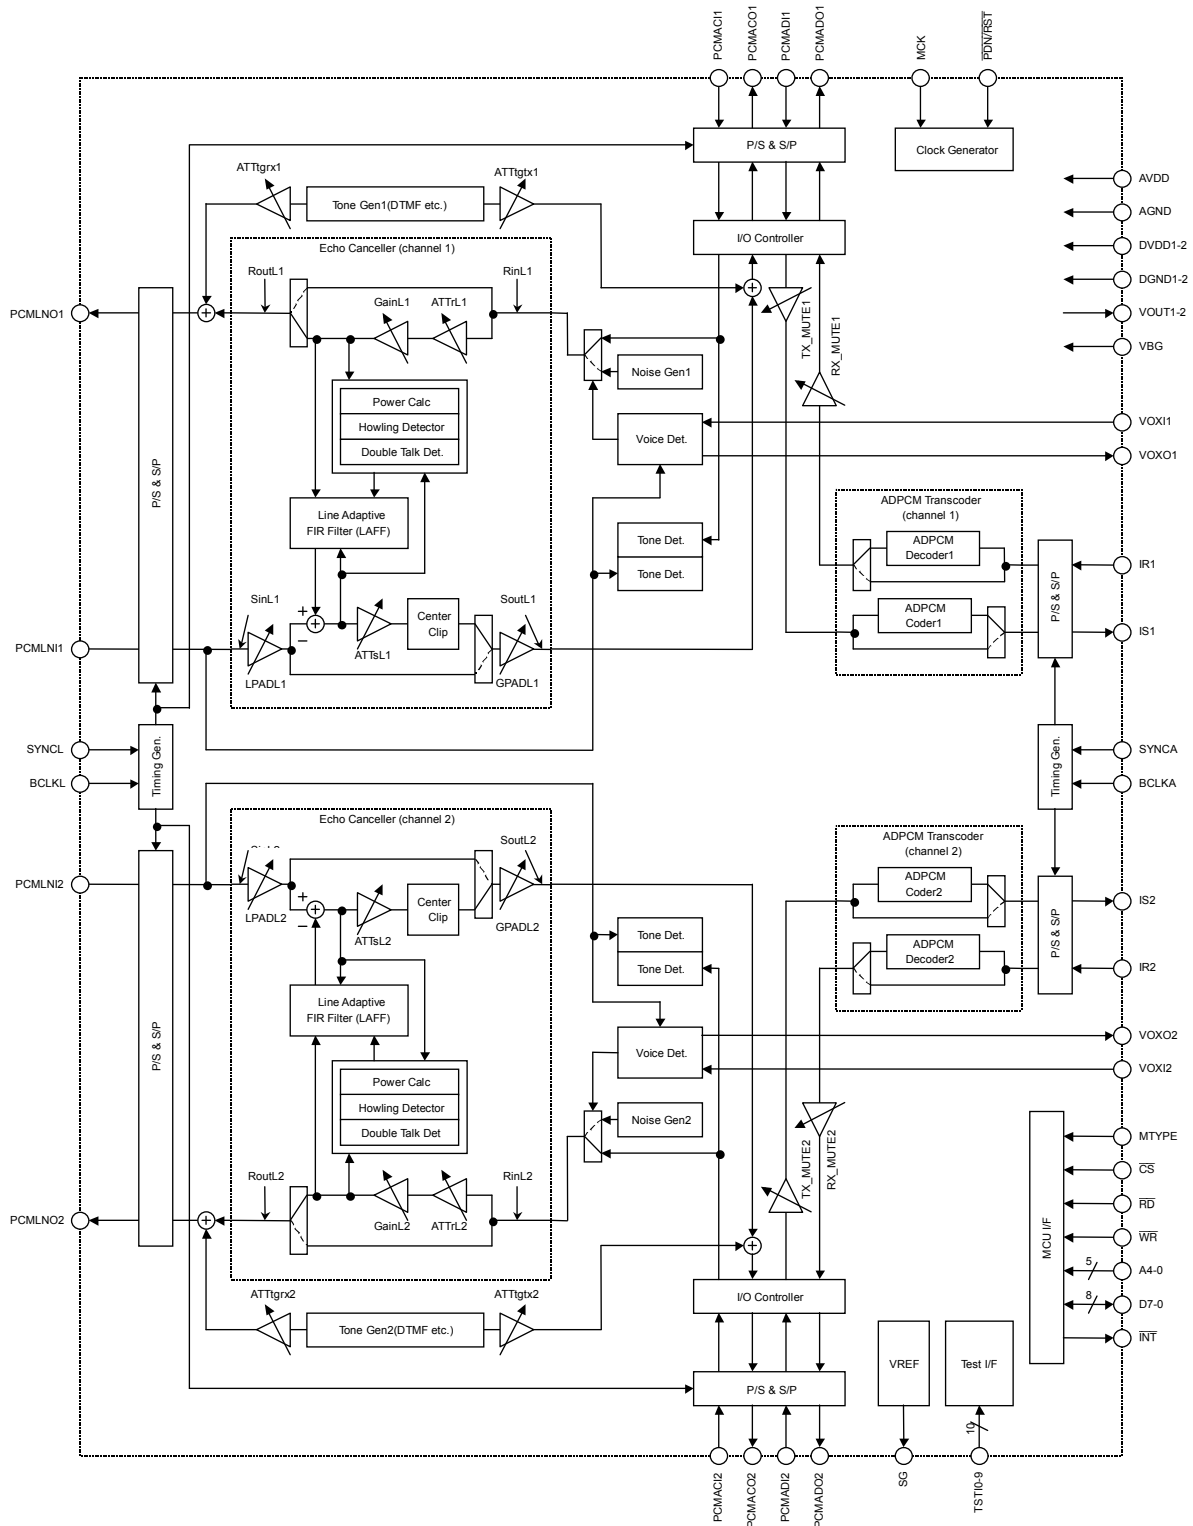 PCMACI1
PCMACO1
PCMADI1
PCMADO1
MCK
PDN/RST
P/S & S/P
Clock Generator
ATTtgrx1
Tone Gen1(DTMF etc.)
ATTtgtx1
AVDD
AGND
DVDD1-2
DGND1-2
VOUT1-2
VBG
I/O Controller
Echo Canceller (channel 1)
RoutL1
GainL1
ATTrL1
RinL1
PCMLNO1
P/S & S/P
TX_MUTE1
RX_MUTE1
Noise Gen1
Power Calc
Howling Detector
Double Talk Det.
Voice Det.
VOXI1
VOXO1
Line Adaptive
FIR Filter (LAFF)
Tone Det.
Tone Det.
ADPCM Transcoder
(channel 1)
ADPCM
Decoder1
ADPCM
Coder1
P/S & S/P
IR1
IS1
SinL1
+
−
LPADL1
ATTsL1
Center
Clip
SoutL1
GPADL1
PCMLNI1
SYNCL
BCLKL
Timing Gen.
Timing Gen.
SYNCA
BCLKA
Echo Canceller (channel 2)
PCMLNI2
P/S & S/P
LPADL2
+
−
ATTsL2
Center
Clip
SoutL2
GPADL2
ADPCM Transcoder
(channel 2)
ADPCM
Coder2
ADPCM
Decoder2
P/S & S/P
IS2
IR2
Tone Det.
Tone Det.
Line Adaptive
FIR Filter (LAFF)
Voice Det.
VOXO2
VOXI2
Power Calc
Howling Detector
Double Talk Det
Noise Gen2
TX_MUTE2
RX_MUTE2
RoutL2
GainL2
ATTrL2
RinL2
PCMLNO2
MCU I/F
MTYPE
CS
RD
WR
5
A4-0
8
D7-0
INT
I/O Controller
ATTtgrx2
Tone Gen2(DTMF etc.)
ATTtgtx2
P/S & S/P
VREF
Test I/F
10
PCMACI2
PCMACO2
PCMADI2
PCMADO2
SG
TSTI0-9